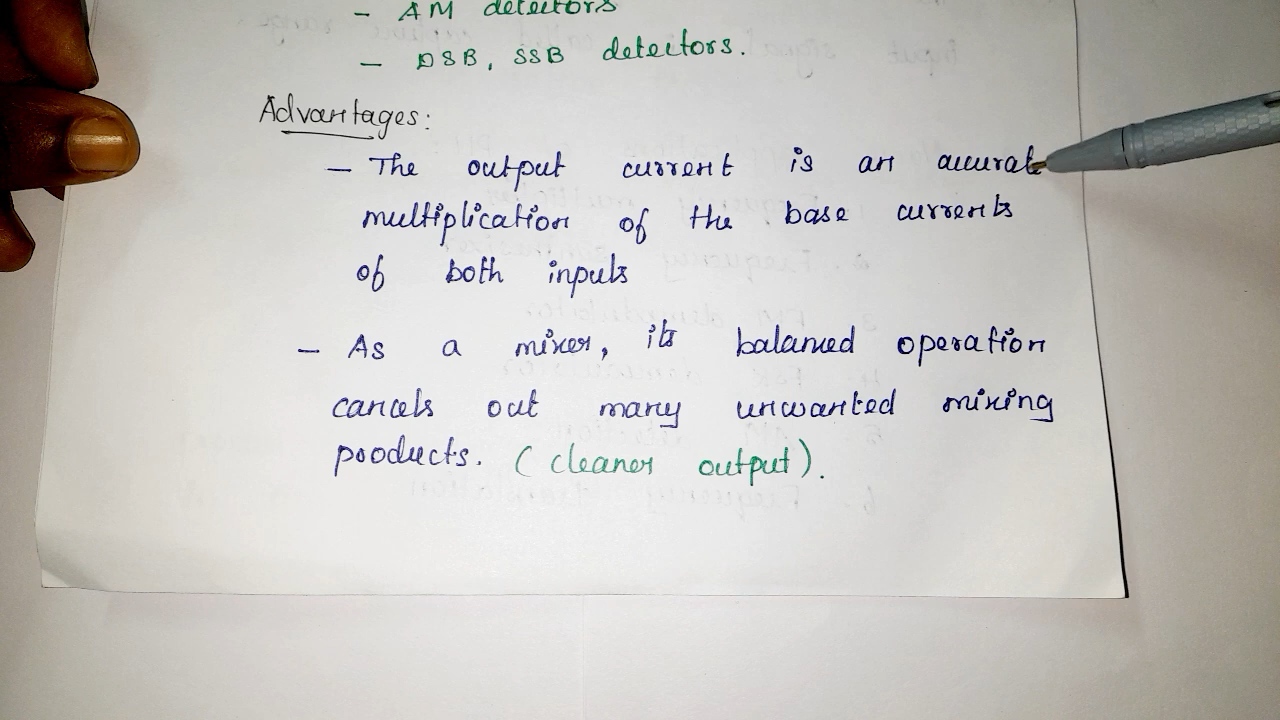 - AM detectors
- DSB, SSB detectors.
Advantages:
- The output current is an accurate
multiplication of the base currents
of both inputs
- As a mixer, its balanced operation
cancels out many unwanted mixing
products. (cleaner output).